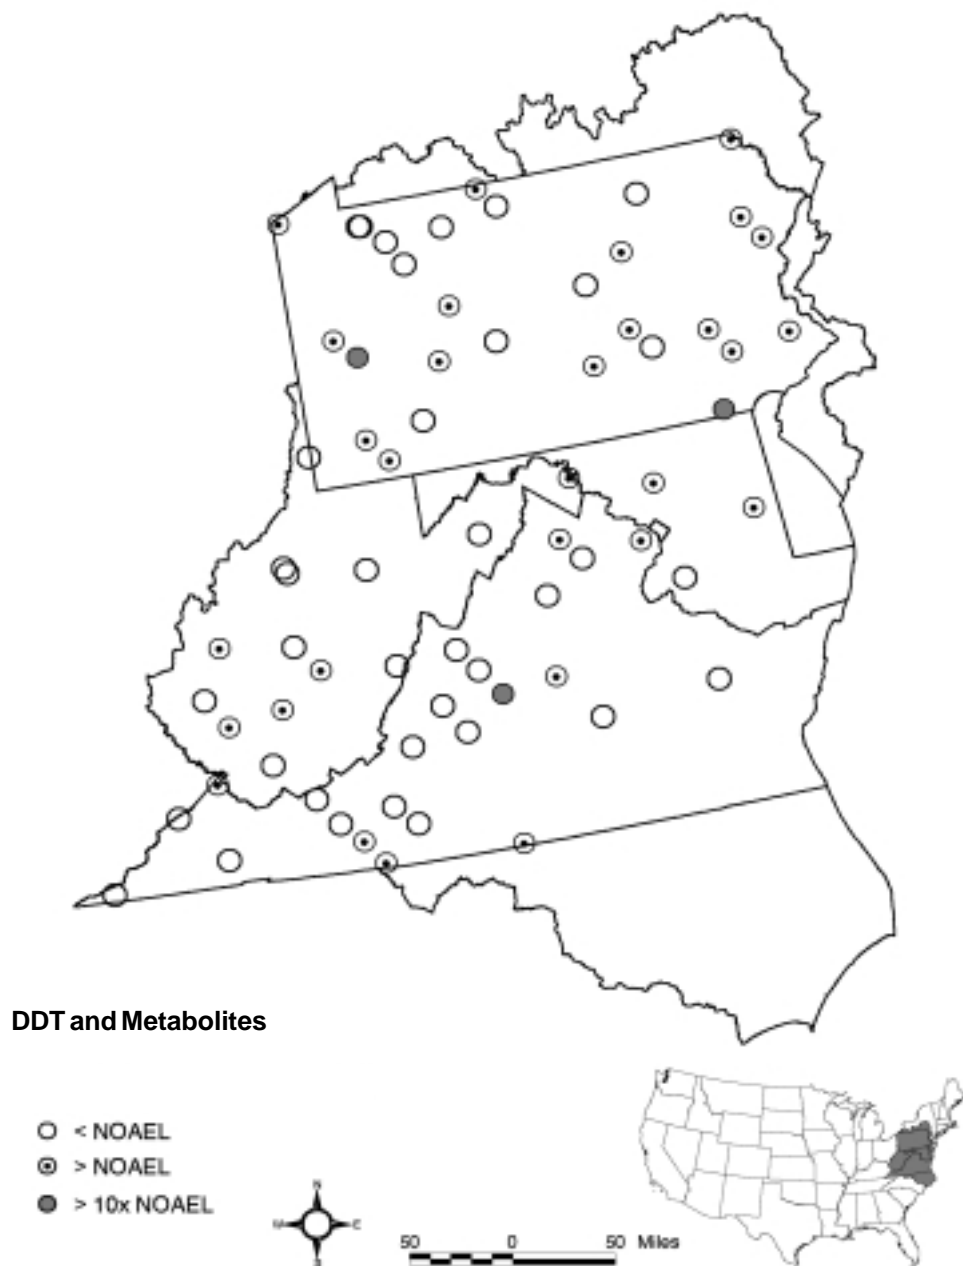 DDT and Metabolites
< NOAEL
> NOAEL
> 10x NOAEL
N
W E
S
50 0 50 Miles